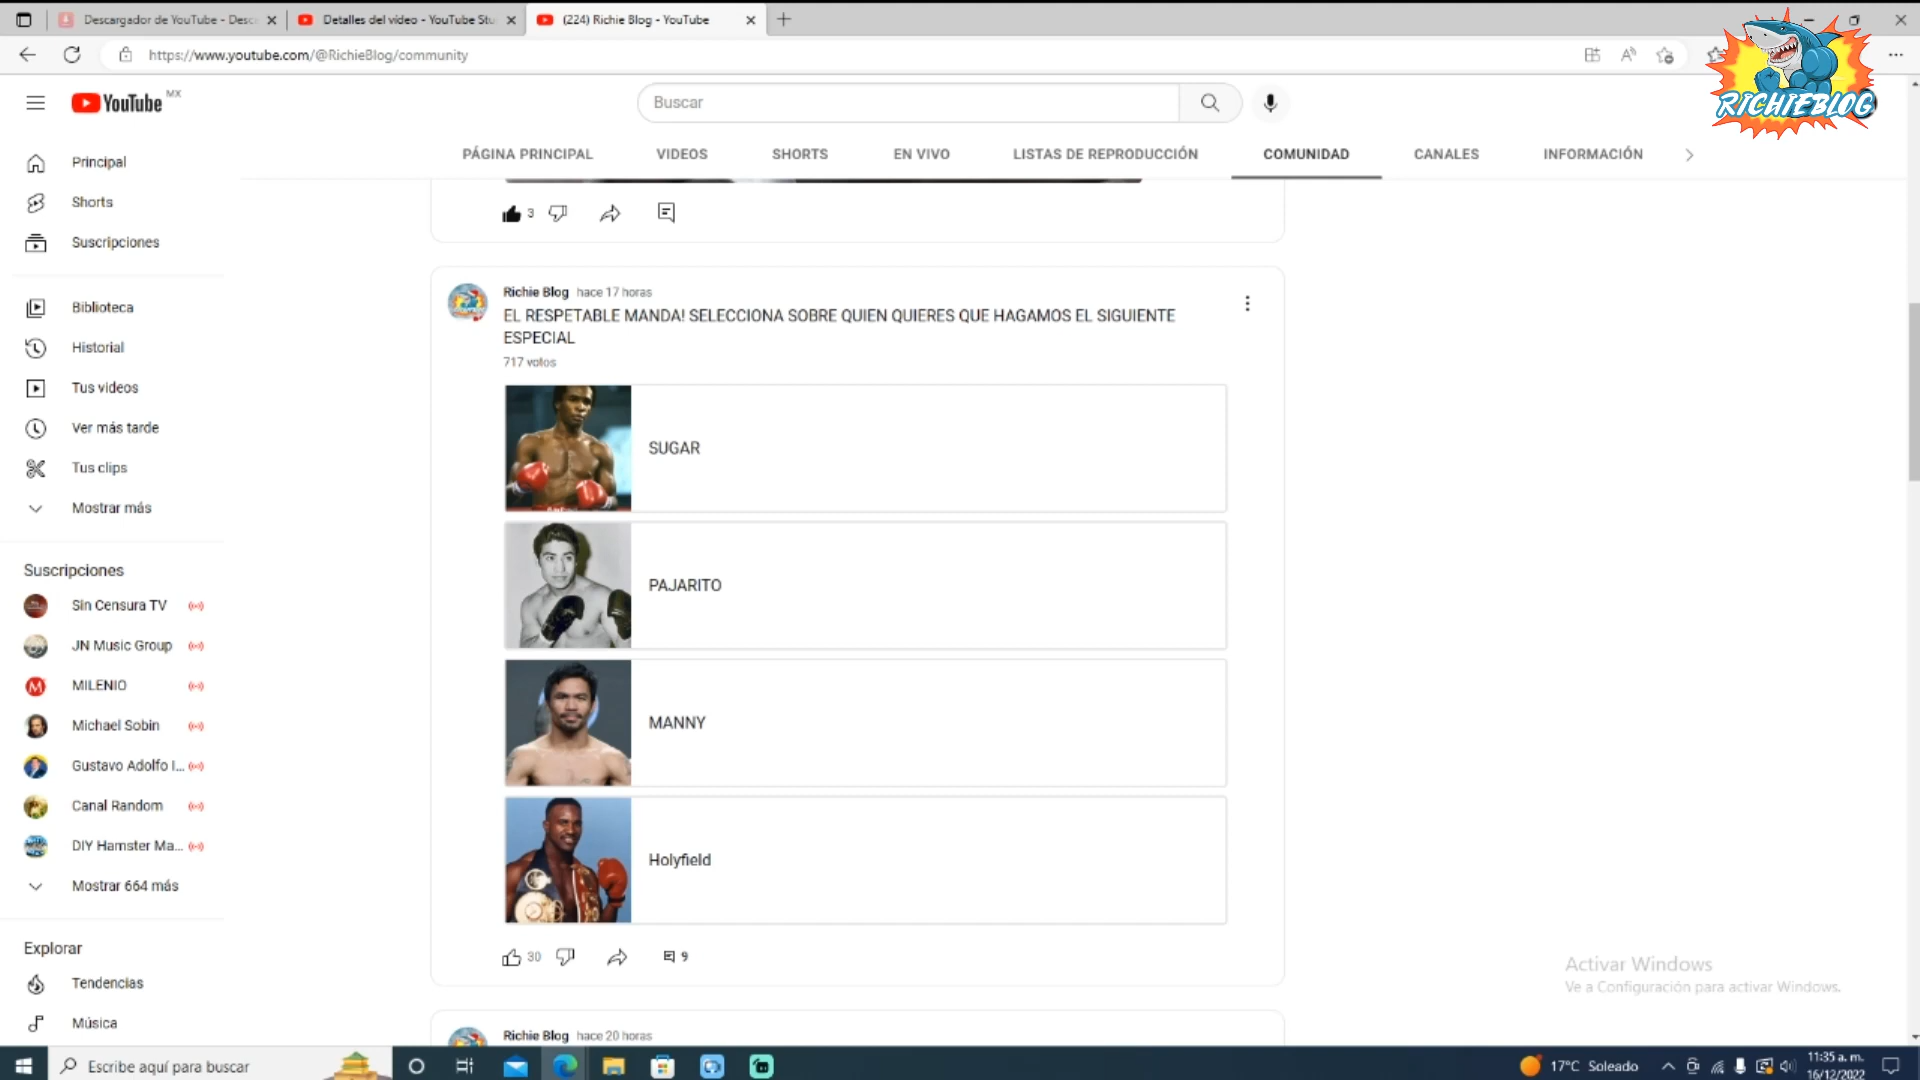 Descargador de YouTube - Desc
Detalles del video - YouTube Stu
(224) Richie Blog - YouTube
https://www.youtube.com/@RichieBlog/community
RICHIEBLOG
YouTube MX
Buscar
PÁGINA PRINCIPAL
VIDEOS
SHORTS
EN VIVO
LISTAS DE REPRODUCCIÓN
COMUNIDAD
CANALES
INFORMACIÓN
Principal
Shorts
Suscripciones
Biblioteca
Historial
Tus videos
Ver más tarde
Tus clips
Mostrar más
Suscripciones
Sin Censura TV
JN Music Group
MILENIO
Michael Sobin
Gustavo Adolfo I...
Canal Random
DIY Hamster Ma...
Mostrar 664 más
Explorar
Tendencias
Música
3
Richie Blog hace 17 horas
EL RESPETABLE MANDA! SELECCIONA SOBRE QUIEN QUIERES QUE HAGAMOS EL SIGUIENTE
ESPECIAL
717 votos
SUGAR
PAJARITO
MANNY
Holyfield
30
9
Richie Blog hace 20 horas
Activar Windows
Ve a Configuración para activar Windows.
Escribe aquí para buscar
17°C Soleado
11:35 a. m.
16/12/2022